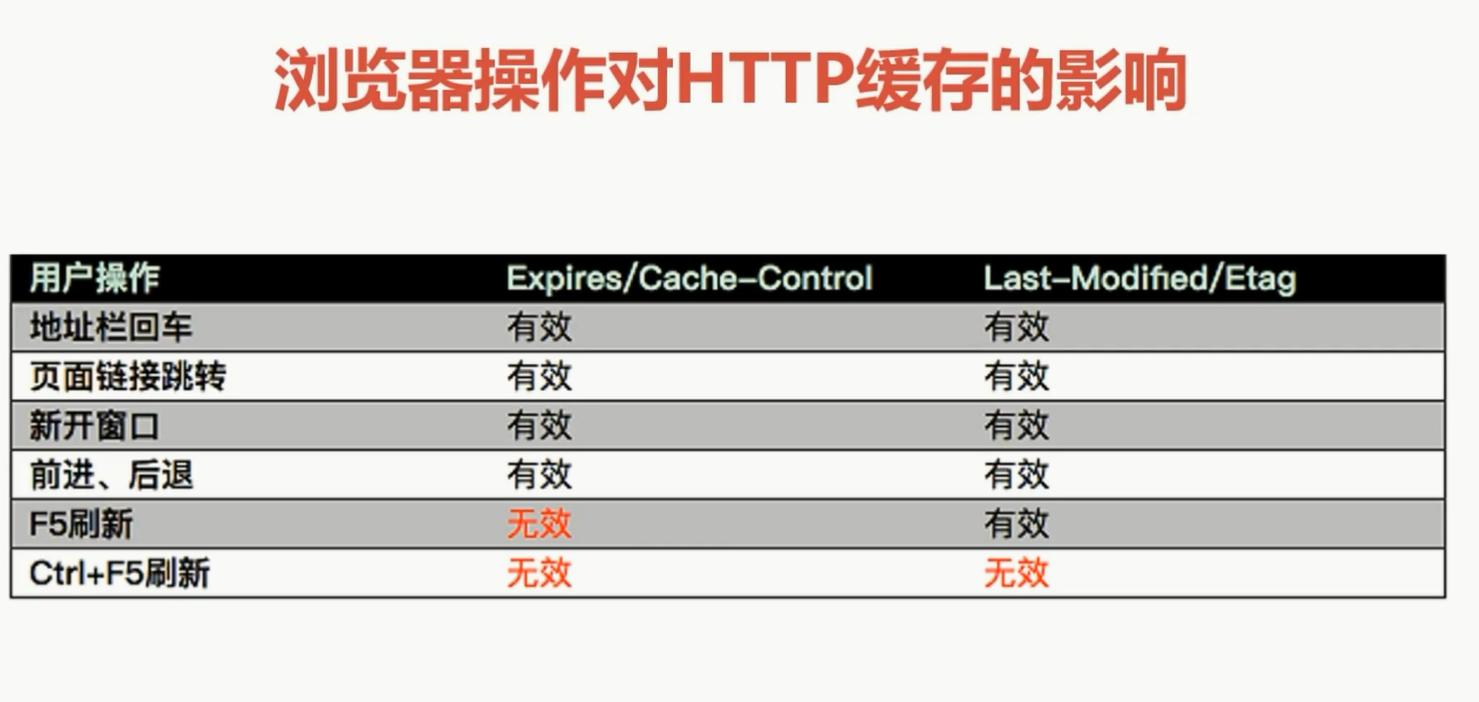 浏览器操作对HTTP缓存的影响
用户操作 Expires/Cache-Control Last-Modified/Etag
地址栏回车 有效 有效
页面链接跳转 有效 有效
新开窗口 有效 有效
前进、后退 有效 有效
F5刷新 无效 有效
Ctrl+F5刷新 无效 无效